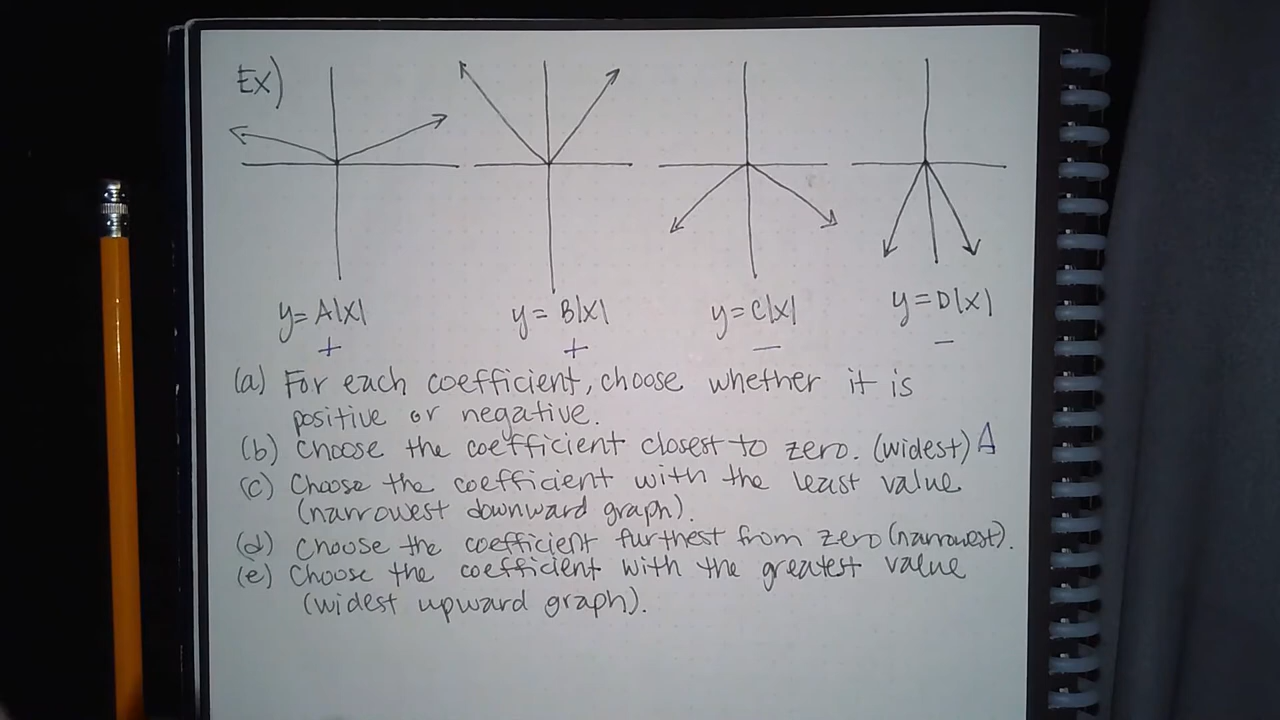 Ex)
y = A|x| y = B|x| y = C|x| y = D|x|
+ + − −
(a) For each coefficient, choose whether it is
positive or negative.
(b) Choose the coefficient closest to zero. (widest) A
(c) Choose the coefficient with the least value
(narrowest downward graph).
(d) Choose the coefficient furthest from zero (narrowest).
(e) Choose the coefficient with the greatest value
(widest upward graph).